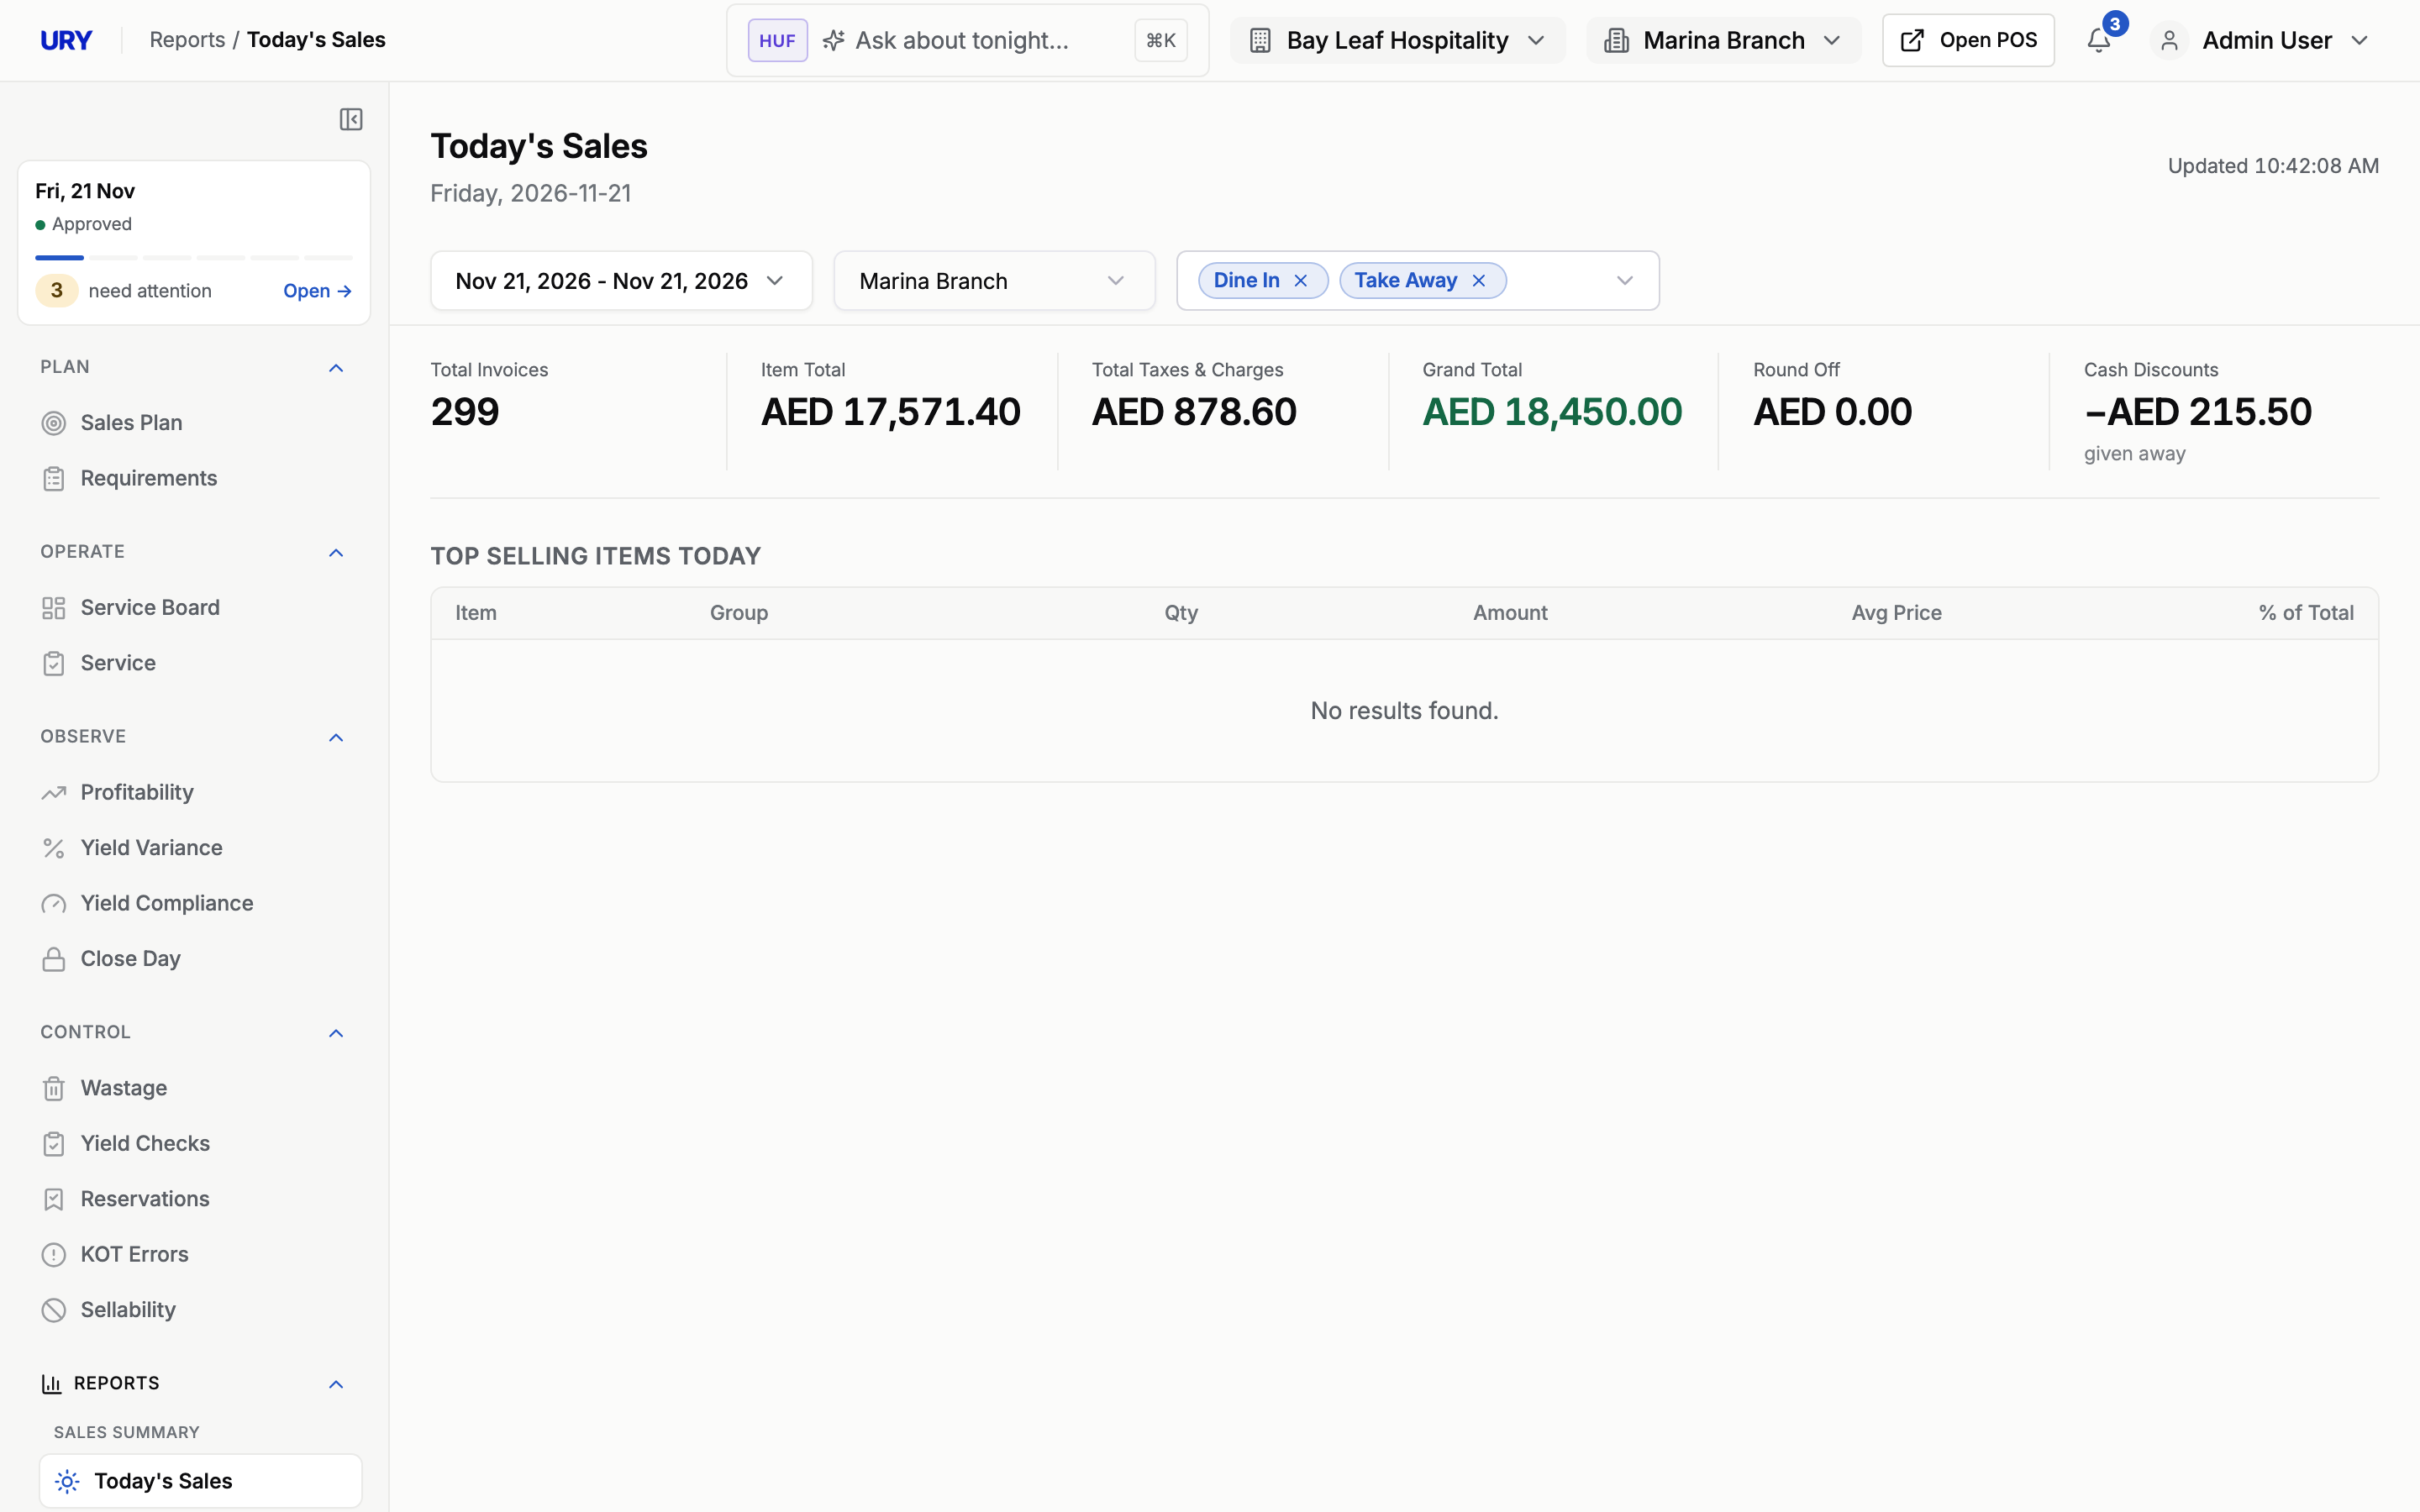 URY
Reports / Today's Sales
HUF Ask about tonight... ⌘K
Bay Leaf Hospitality
Marina Branch
Open POS
3
Admin User
Fri, 21 Nov
Approved
3 need attention Open →
PLAN
Sales Plan
Requirements
OPERATE
Service Board
Service
OBSERVE
Profitability
Yield Variance
Yield Compliance
Close Day
CONTROL
Wastage
Yield Checks
Reservations
KOT Errors
Sellability
REPORTS
SALES SUMMARY
Today's Sales
Today's Sales
Friday, 2026-11-21
Updated 10:42:08 AM
Nov 21, 2026 - Nov 21, 2026
Marina Branch
Dine In × Take Away ×
Total Invoices
299
Item Total
AED 17,571.40
Total Taxes & Charges
AED 878.60
Grand Total
AED 18,450.00
Round Off
AED 0.00
Cash Discounts
−AED 215.50
given away
TOP SELLING ITEMS TODAY
Item Group Qty Amount Avg Price % of Total
No results found.